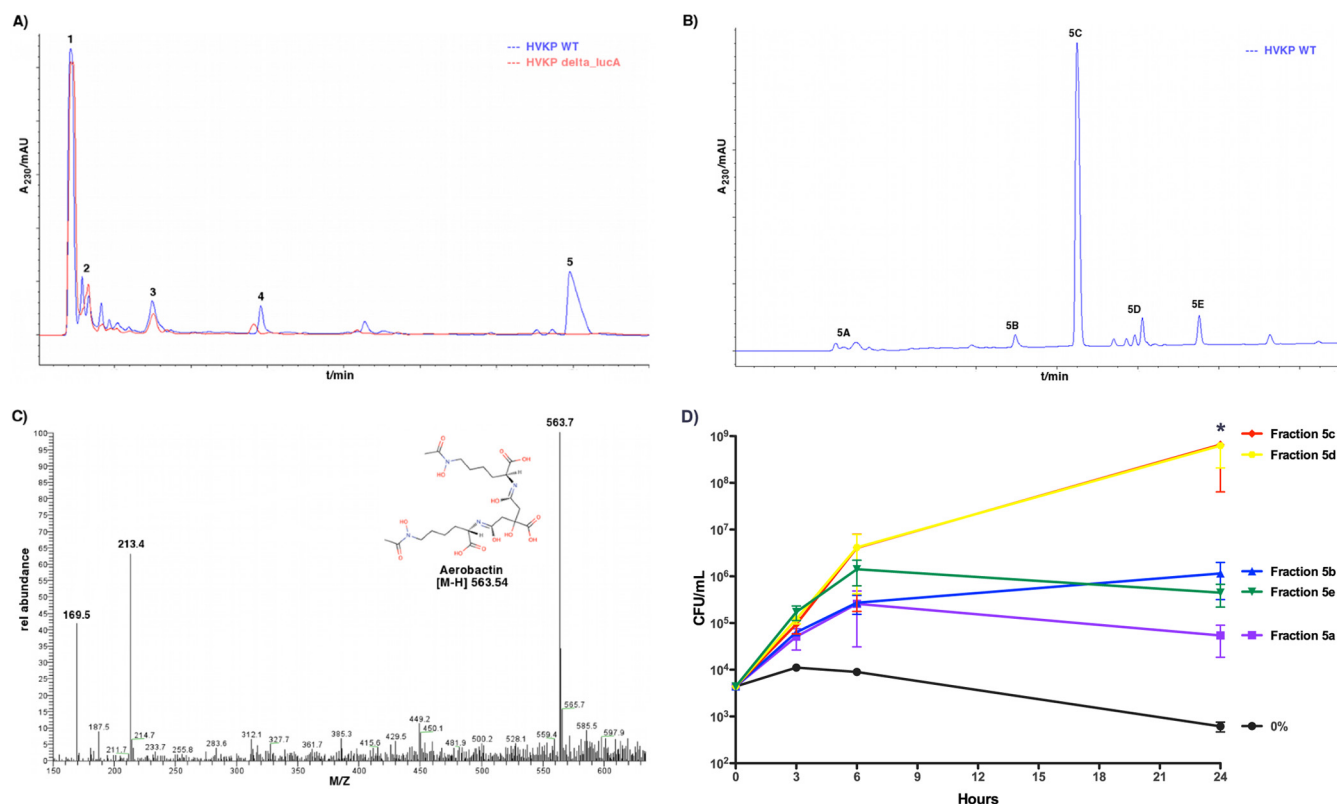 A)
1
2
3
4
5
--- HVKP WT
--- HVKP delta_lucA
A230/mAU
t/min
B)
5A
5B
5C
5D
5E
--- HVKP WT
A230/mAU
t/min
C)
563.7
213.4
169.5
187.5
211.7
214.7
233.7
255.8
283.6
312.1
327.7
361.7
385.3
415.6
429.5
449.2
450.1
481.9
500.2
528.1
559.4
565.7
585.5
597.9
Aerobactin
[M-H] 563.54
rel abundance
100
95
90
85
80
75
70
65
60
55
50
45
40
35
30
25
20
15
10
5
0
150 200 250 300 350 400 450 500 550 600
M/Z
D)
*
CFU/mL
10⁹
10⁸
10⁷
10⁶
10⁵
10⁴
10³
10²
0 3 6 9 12 15 18 21 24
Hours
Fraction 5c
Fraction 5d
Fraction 5b
Fraction 5e
Fraction 5a
0%